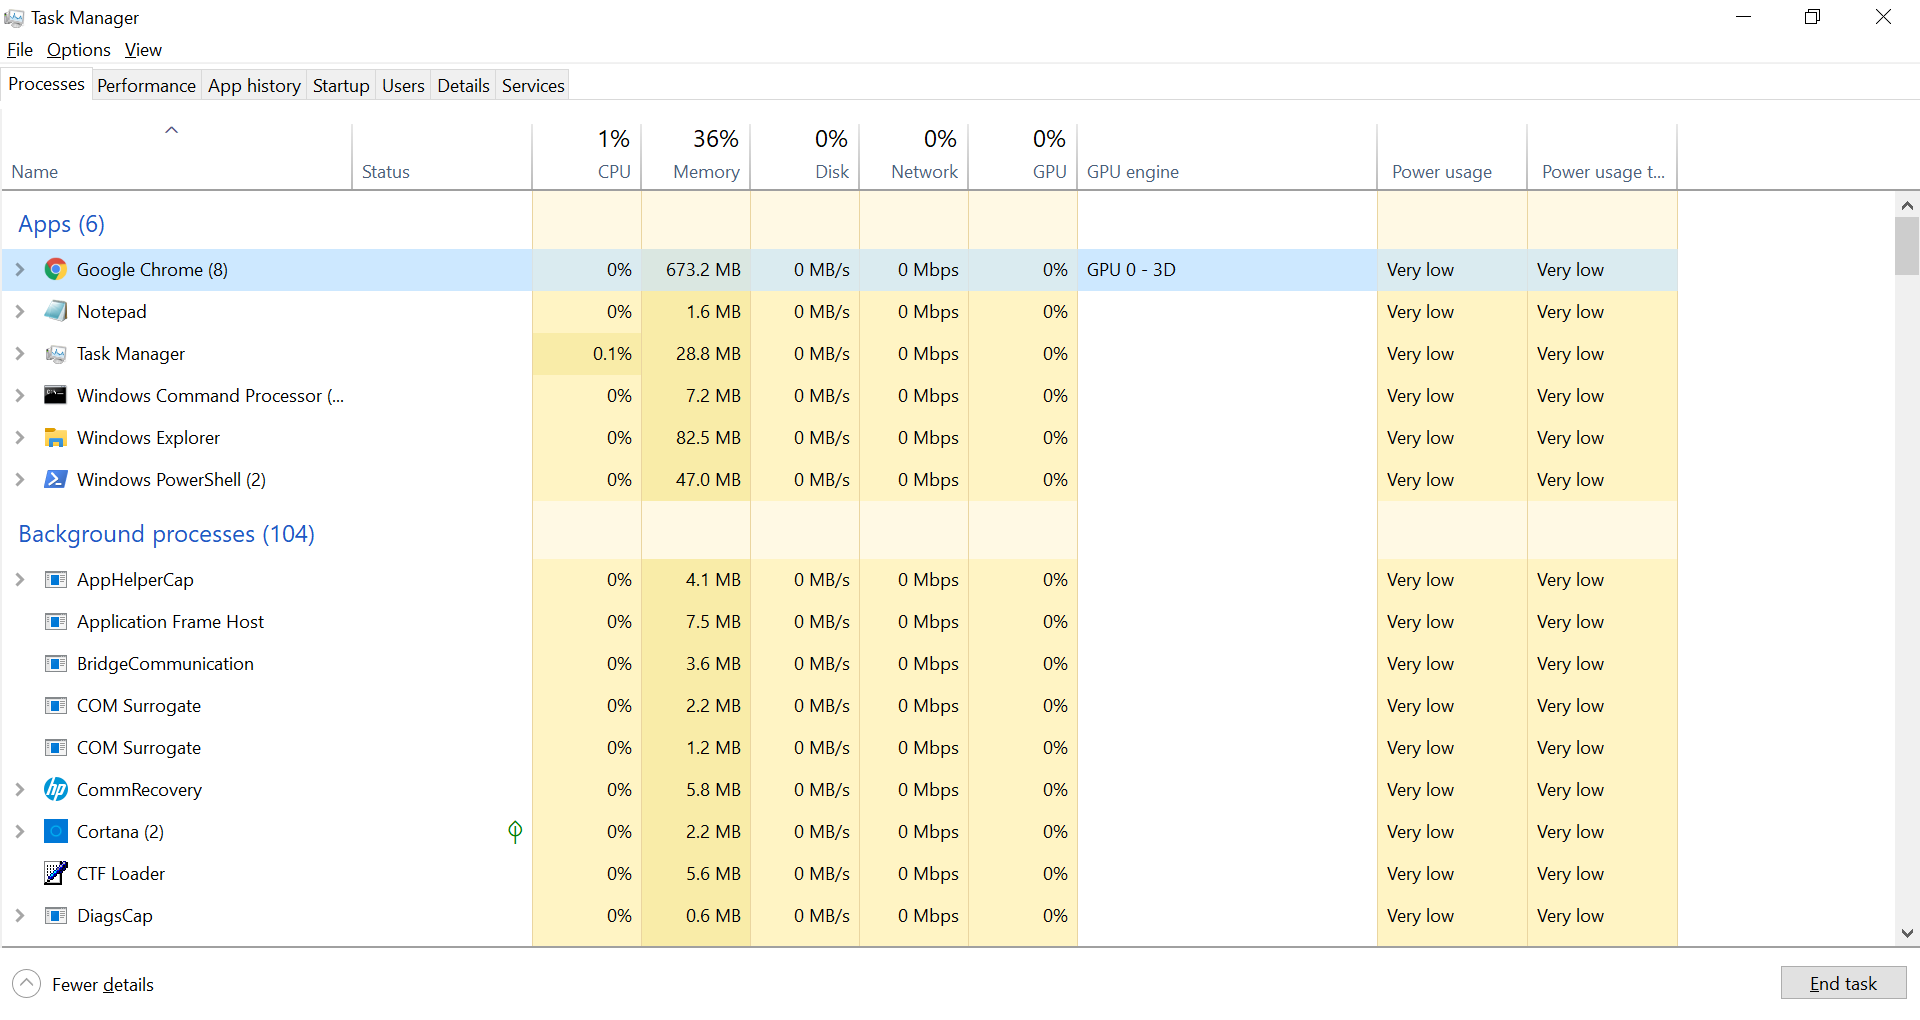 Task Manager
File Options View
Processes Performance App history Startup Users Details Services
1% 36% 0% 0% 0%
Name Status CPU Memory Disk Network GPU GPU engine Power usage Power usage t...
Apps (6)
Google Chrome (8) 0% 673.2 MB 0 MB/s 0 Mbps 0% GPU 0 - 3D Very low Very low
Notepad 0% 1.6 MB 0 MB/s 0 Mbps 0% Very low Very low
Task Manager 0.1% 28.8 MB 0 MB/s 0 Mbps 0% Very low Very low
Windows Command Processor (... 0% 7.2 MB 0 MB/s 0 Mbps 0% Very low Very low
Windows Explorer 0% 82.5 MB 0 MB/s 0 Mbps 0% Very low Very low
Windows PowerShell (2) 0% 47.0 MB 0 MB/s 0 Mbps 0% Very low Very low
Background processes (104)
AppHelperCap 0% 4.1 MB 0 MB/s 0 Mbps 0% Very low Very low
Application Frame Host 0% 7.5 MB 0 MB/s 0 Mbps 0% Very low Very low
BridgeCommunication 0% 3.6 MB 0 MB/s 0 Mbps 0% Very low Very low
COM Surrogate 0% 2.2 MB 0 MB/s 0 Mbps 0% Very low Very low
COM Surrogate 0% 1.2 MB 0 MB/s 0 Mbps 0% Very low Very low
hp CommRecovery 0% 5.8 MB 0 MB/s 0 Mbps 0% Very low Very low
Cortana (2) 0% 2.2 MB 0 MB/s 0 Mbps 0% Very low Very low
CTF Loader 0% 5.6 MB 0 MB/s 0 Mbps 0% Very low Very low
DiagsCap 0% 0.6 MB 0 MB/s 0 Mbps 0% Very low Very low
Fewer details End task